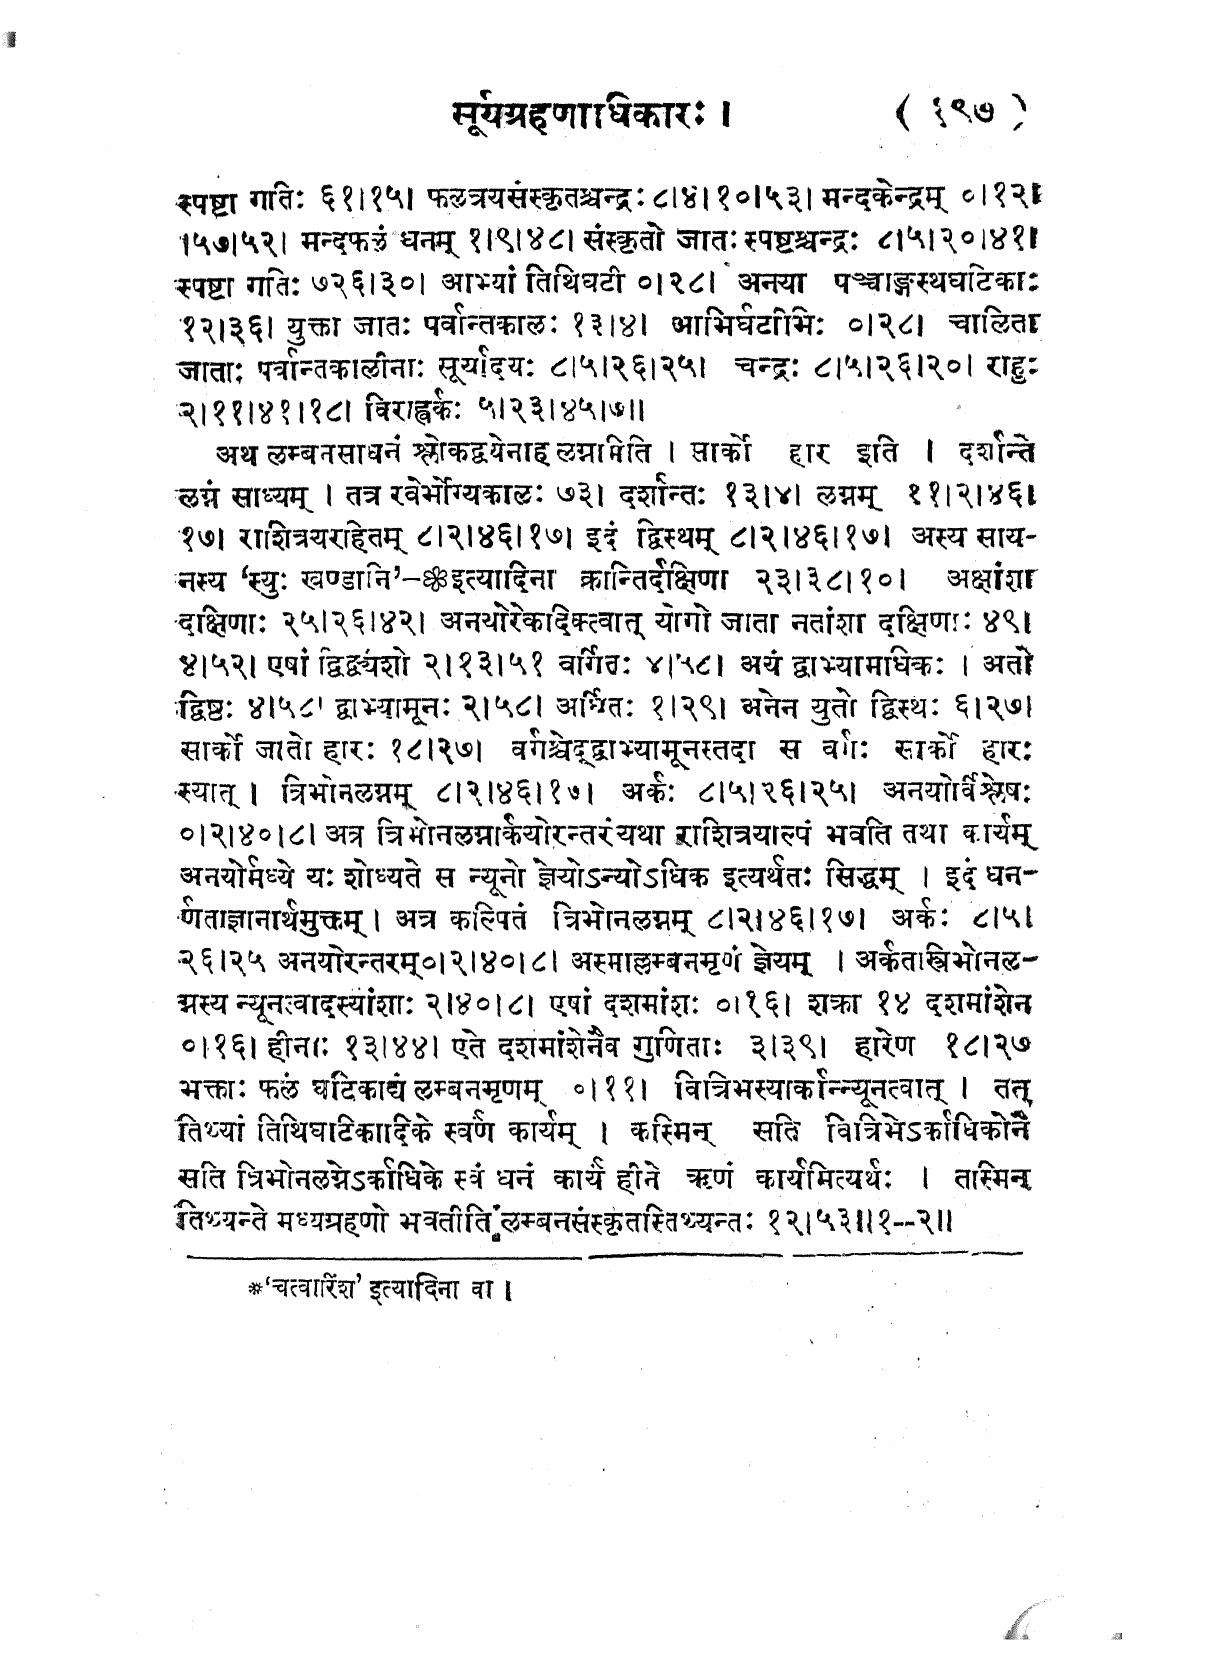 सूर्यग्रहणाधिकारः । ( १९७ )
स्पष्टा गतिः ६१।१५। फलत्रयसंस्कृतश्चन्द्रः ८।४।१०।५३। मन्दकेन्द्रम् ०।१२।
।५७।५२। मन्दफलं धनम् १।९।४८। संस्कृतो जातः स्पष्टश्चन्द्रः ८।५।२०।४१।
स्पष्टा गतिः ७२६।३०। आभ्यां तिथिघटी ०।२८। अनया पञ्चाङ्गस्थघटिकाः
१२।३६। युक्ता जातः पर्वान्तकालः १३।४। आभिर्घटीभिः ०।२८। चालिता
जाताः पर्वान्तकालीनाः सूर्यादयः ८।५।२६।२५। चन्द्रः ८।५।२६।२०। राहुः
२।११।४१।१८। विराह्वर्कः ५।२३।४५।७।।
अथ लम्बनसाधनं श्लोकद्वयेनाह लग्नमिति । सार्को हार इति । दर्शान्ते
लग्नं साध्यम् । तत्र रवेर्भोग्यकालः ७३। दर्शान्तः १३।४। लग्नम् ११।२।४६।
१७। राशित्रयराहितम् ८।२।४६।१७। इदं द्विस्थम् ८।२।४६।१७। अस्य साय-
नस्य ‘स्युः खण्डानि’–❀इत्यादिना क्रान्तिर्दक्षिणा २३।३८।१०। अक्षांशा
दक्षिणाः २५।२६।४२। अनयोरेकदिक्त्वात् योगो जाता नतांशा दक्षिणाः ४९।
४।५२। एषां द्विद्व्यंशो २।१३।५१ वर्गितः ४।५८। अयं द्वाभ्यामाधिकः । अतो
द्विष्ठः ४।५८' द्वाभ्यामूनः २।५८। अर्धितः १।२९। अनेन युतो द्विस्थः ६।२७।
सार्को जातो हारः १८।२७। वर्गश्चेद्द्वाभ्यामूनस्तदा स वर्गः सार्को हारः
स्यात् । त्रिभोनलग्नम् ८।२।४६।१७। अर्कः ८।५।२६।२५। अनयोर्विश्लेषः
०।२।४०।८। अत्र त्रिभोनलग्नार्कयोरन्तरंयथा राशित्रयाल्पं भवति तथा कार्यम्
अनयोर्मध्ये यः शोध्यते स न्यूनो ज्ञेयोऽन्योऽधिक इत्यर्थतः सिद्धम् । इदं धन-
र्णताज्ञानार्थमुक्तम् । अत्र कल्पितं त्रिभोनलग्नम् ८।२।४६।१७। अर्कः ८।५।
२६।२५ अनयोरन्तरम्०।२।४०।८। अस्माल्लम्बनमृणं ज्ञेयम् । अर्कतास्त्रिभोनल-
ग्नस्य न्यूनत्वादस्यांशाः २।४०।८। एषां दशमांशः ०।१६। शक्रा १४ दशमांशेन
०।१६। हीनाः १३।४४। एते दशमांशेनैव गुणिताः ३।३९। हारेण १८।२७
भक्ताः फलं घटिकाद्यं लम्बनमृणम् ०।११। वित्रिभस्यार्कान्न्यूनत्वात् । तत्
तिथ्यां तिथिघाटिकादिके स्वर्णं कार्यम् । कस्मिन् सति वित्रिभेऽर्काधिकोनै
सति त्रिभोनलग्नेऽर्काधिके स्वं धनं कार्यं हीने ऋणं कार्यमित्यर्थः । तस्मिन्
तिथ्यन्ते मध्यग्रहणो भवतीति लम्बनसंस्कृतस्तिथ्यन्तः १२।५३।।१--२।।
❋‘चत्वारिंश’ इत्यादिना वा ।